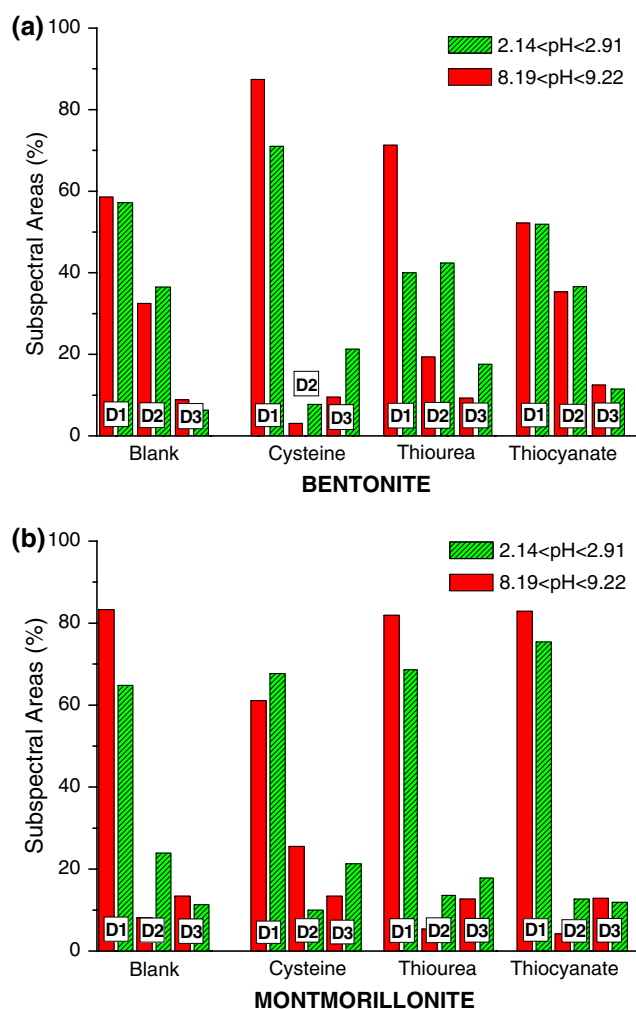 (a)
100
80
60
40
20
0
Subspectral Areas (%)
2.14<pH<2.91
8.19<pH<9.22
D1 D2 D3 D1 D2 D3 D1 D2 D3 D1 D2 D3
Blank Cysteine Thiourea Thiocyanate
BENTONITE
(b)
100
80
60
40
20
0
Subspectral Areas (%)
2.14<pH<2.91
8.19<pH<9.22
D1 D2 D3 D1 D2 D3 D1 D2 D3 D1 D2 D3
Blank Cysteine Thiourea Thiocyanate
MONTMORILLONITE